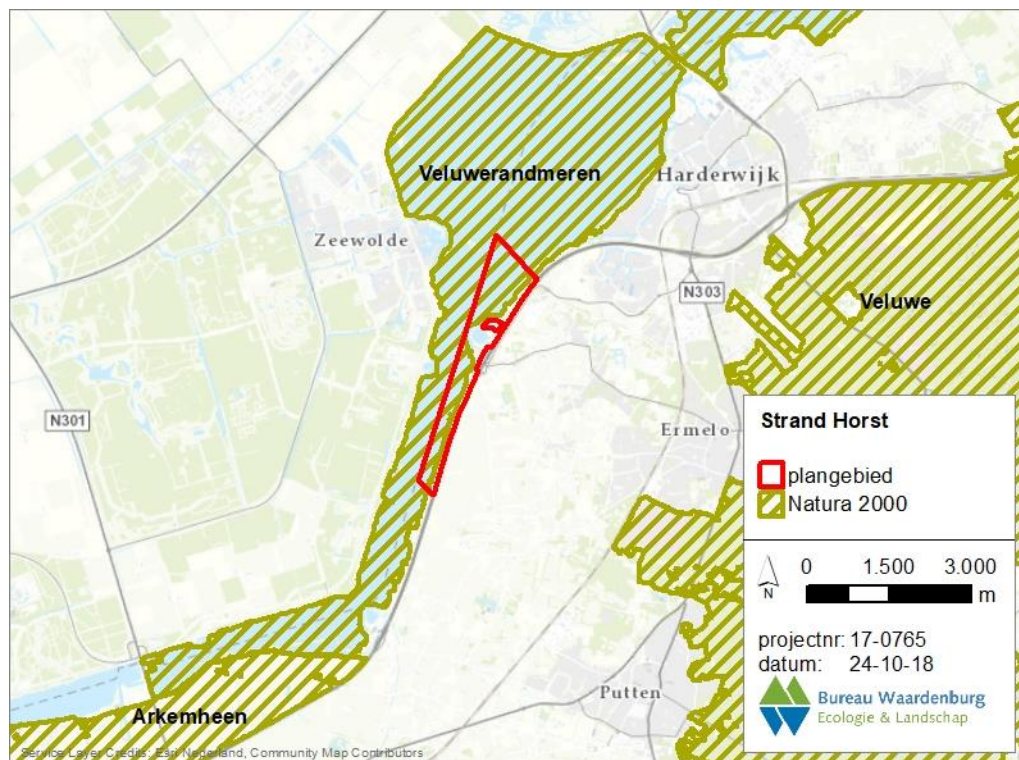 Veluwerandmeren
Harderwijk
Zeewolde
N303
Veluwe
N301
Ermelo
Strand Horst
plangebied
Natura 2000
0 1.500 3.000
m
N
projectnr: 17-0765
datum: 24-10-18
Putten
Bureau Waardenburg
Ecologie & Landschap
Arkemheen
Service Layer Credits: Esri Nederland, Community Map Contributors